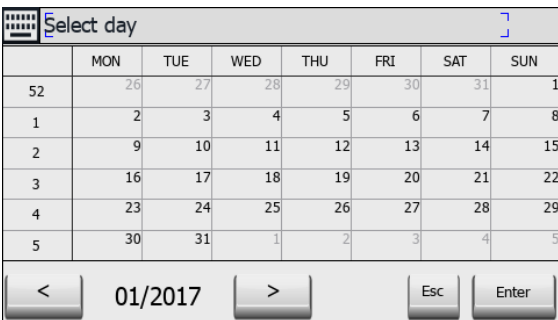 Select day
MON TUE WED THU FRI SAT SUN
52 26 27 28 29 30 31 1
1 2 3 4 5 6 7 8
2 9 10 11 12 13 14 15
3 16 17 18 19 20 21 22
4 23 24 25 26 27 28 29
5 30 31 1 2 3 4 5
< 01/2017 > Esc Enter